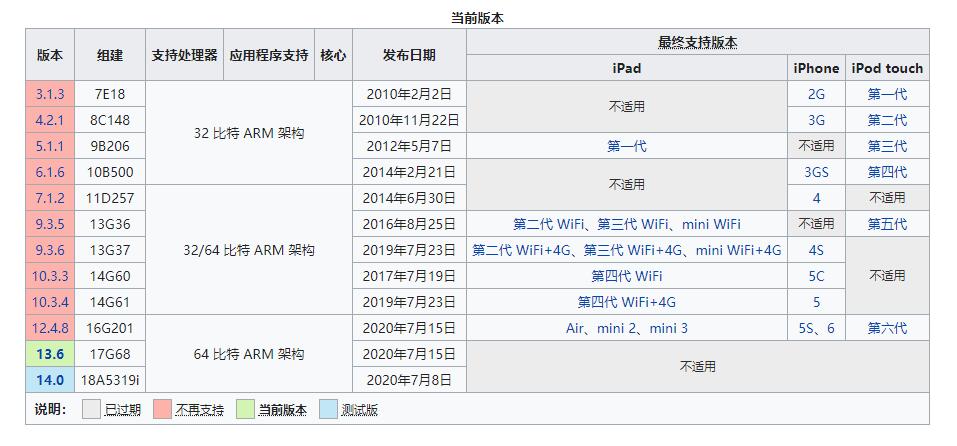 当前版本
版本 组建 支持处理器 应用程序支持 核心 发布日期 最终支持版本
iPad iPhone iPod touch
3.1.3 7E18 32 比特 ARM 架构 2010年2月2日 不适用 2G 第一代
4.2.1 8C148 2010年11月22日 3G 第二代
5.1.1 9B206 2012年5月7日 第一代 不适用 第三代
6.1.6 10B500 2014年2月21日 不适用 3GS 第四代
7.1.2 11D257 32/64 比特 ARM 架构 2014年6月30日 4 不适用
9.3.5 13G36 2016年8月25日 第二代 WiFi、第三代 WiFi、mini WiFi 不适用 第五代
9.3.6 13G37 2019年7月23日 第二代 WiFi+4G、第三代 WiFi+4G、mini WiFi+4G 4S 不适用
10.3.3 14G60 2017年7月19日 第四代 WiFi 5C
10.3.4 14G61 2019年7月23日 第四代 WiFi+4G 5
12.4.8 16G201 64 比特 ARM 架构 2020年7月15日 Air、mini 2、mini 3 5S、6 第六代
13.6 17G68 2020年7月15日 不适用
14.0 18A5319i 2020年7月8日
说明： 已过期 不再支持 当前版本 测试版